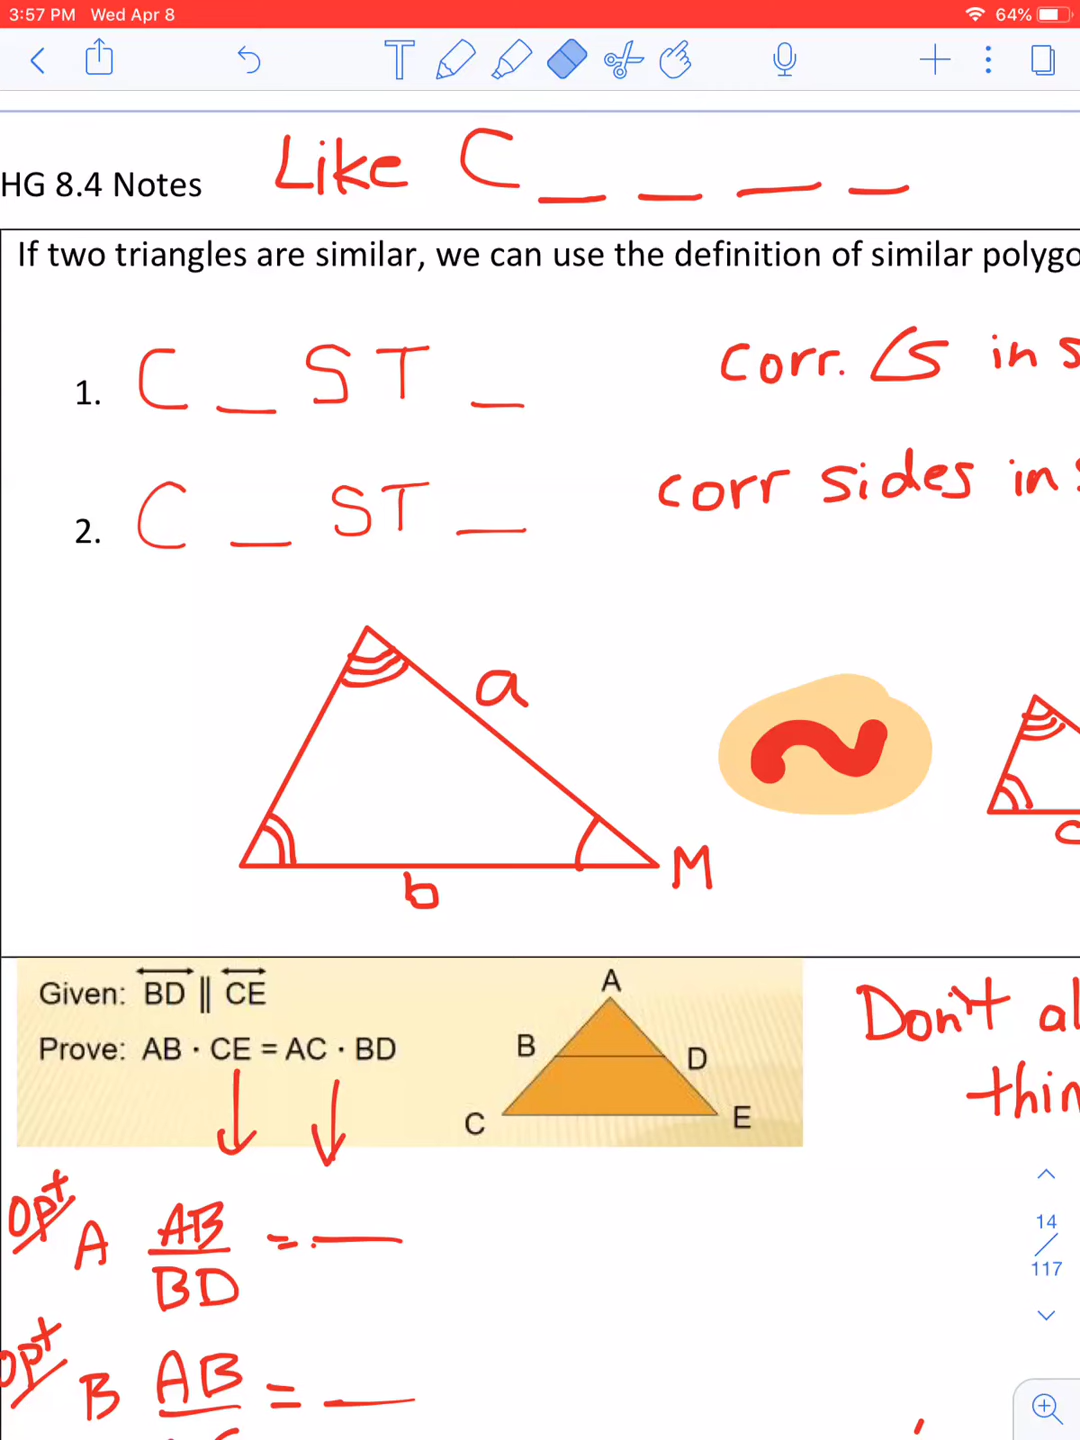 3:57 PM Wed Apr 8 64%
HG 8.4 Notes Like C _ _ _ _
If two triangles are similar, we can use the definition of similar polygo
1. C _ S T _ corr. ∠s in s
2. C _ S T _ corr sides in s
a
M
b
~
Given: BD || CE
Prove: AB · CE = AC · BD
A
B
D
C
E
Don't al
thin
opt A AB/BD = __
opt B AB = __
14
/
117